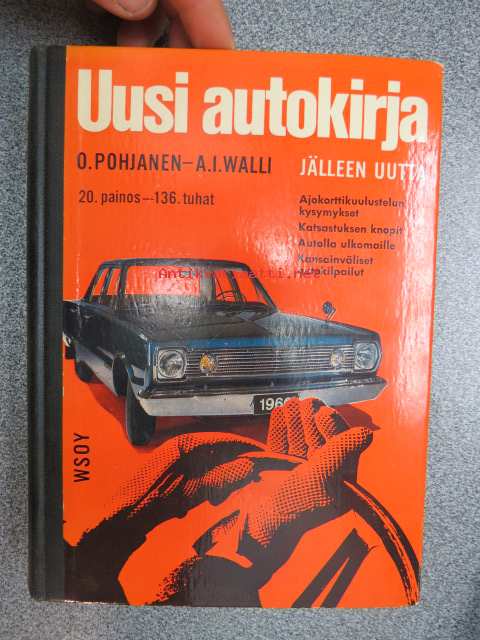 Uusi autokirja
O.POHJANEN–A.I.WALLI
JÄLLEEN UUTTA
20. painos–136. tuhat
Ajokorttikuulustelun
kysymykset
Katsastuksen knopit
Autolla ulkomaille
Kansainväliset
autokilpailut
WSOY